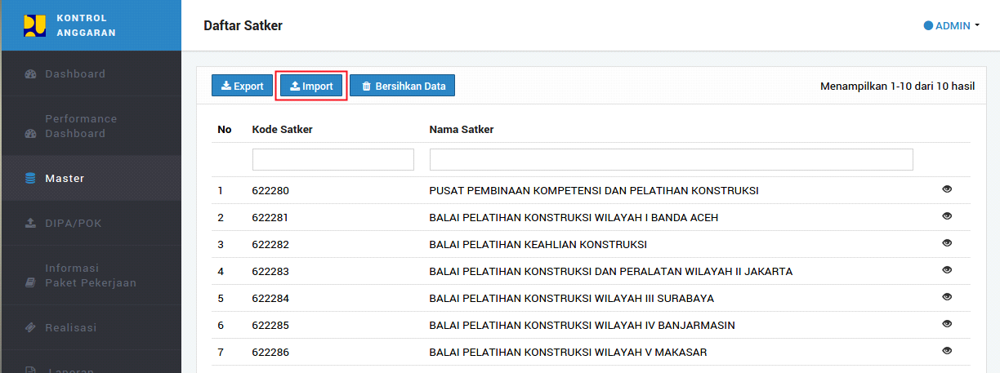 KONTROL
ANGGARAN
Daftar Satker
ADMIN
Dashboard
Performance
Dashboard
Master
DIPA/POK
Informasi
Paket Pekerjaan
Realisasi
Laporan
Export Import Bersihkan Data Menampilkan 1-10 dari 10 hasil
No Kode Satker Nama Satker
1 622280 PUSAT PEMBINAAN KOMPETENSI DAN PELATIHAN KONSTRUKSI
2 622281 BALAI PELATIHAN KONSTRUKSI WILAYAH I BANDA ACEH
3 622282 BALAI PELATIHAN KEAHLIAN KONSTRUKSI
4 622283 BALAI PELATIHAN KONSTRUKSI DAN PERALATAN WILAYAH II JAKARTA
5 622284 BALAI PELATIHAN KONSTRUKSI WILAYAH III SURABAYA
6 622285 BALAI PELATIHAN KONSTRUKSI WILAYAH IV BANJARMASIN
7 622286 BALAI PELATIHAN KONSTRUKSI WILAYAH V MAKASAR